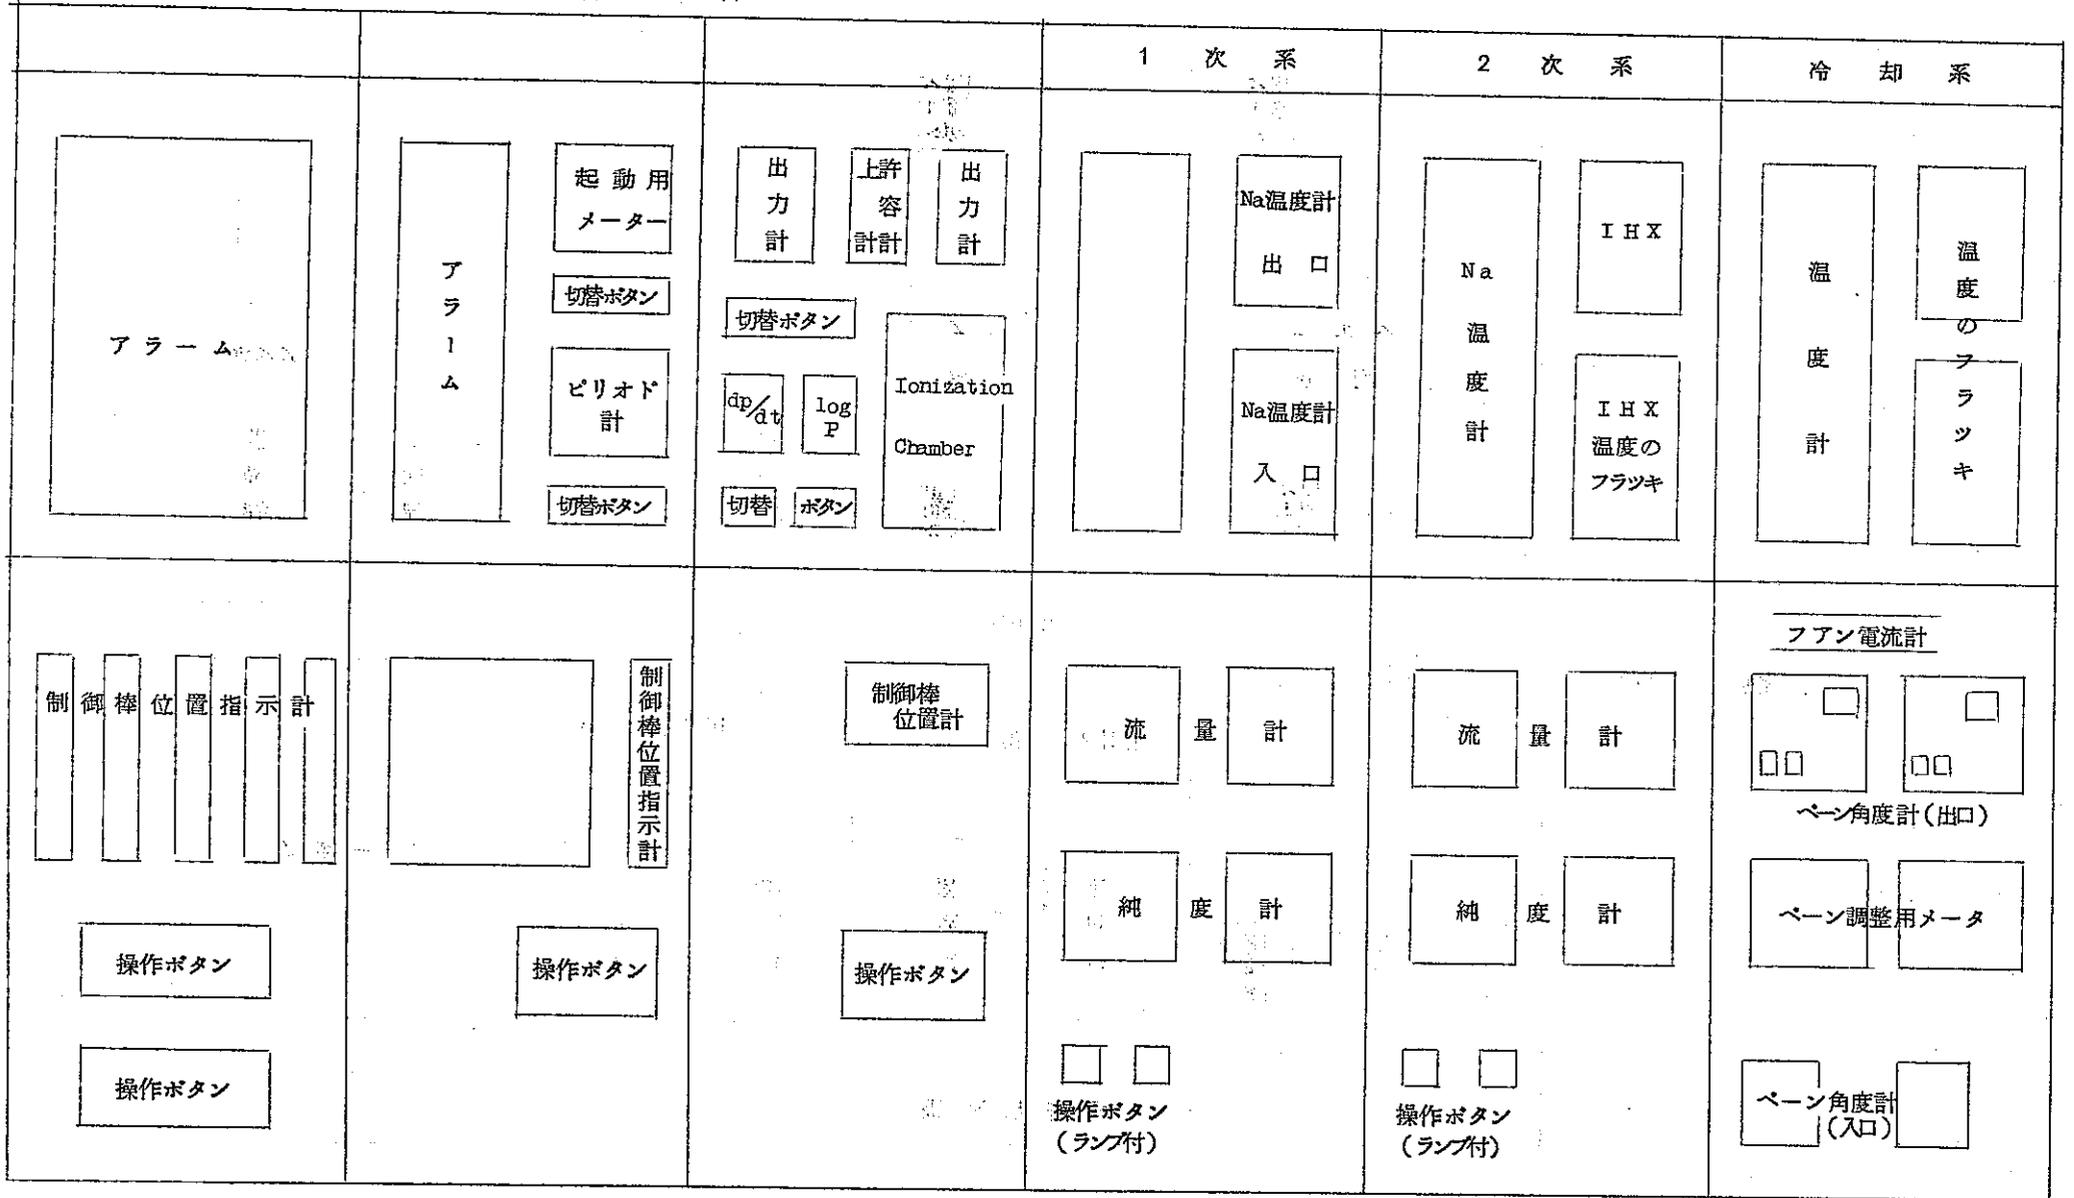 1 次 系
2 次 系
冷 却 系
アラーム
アラーム
起動用
メーター
切替ボタン
ピリオド
計
切替ボタン
出力計
上許
容
計計
出力計
切替ボタン
dp/dt
log
P
Ionization
Chamber
切替
ボタン
Na温度計
出 口
Na温度計
入 口
Na温度計
IHX
IHX
温度の
フラツキ
温度計
温度のフラツキ
制御棒位置指示計
操作ボタン
操作ボタン
制御棒位置指示計
操作ボタン
制御棒
位置計
操作ボタン
流 量 計
純 度 計
操作ボタン
(ランプ付)
流 量 計
純 度 計
操作ボタン
(ランプ付)
フアン電流計
ベーン角度計(出口)
ベーン調整用メータ
ベーン角度計
(入口)